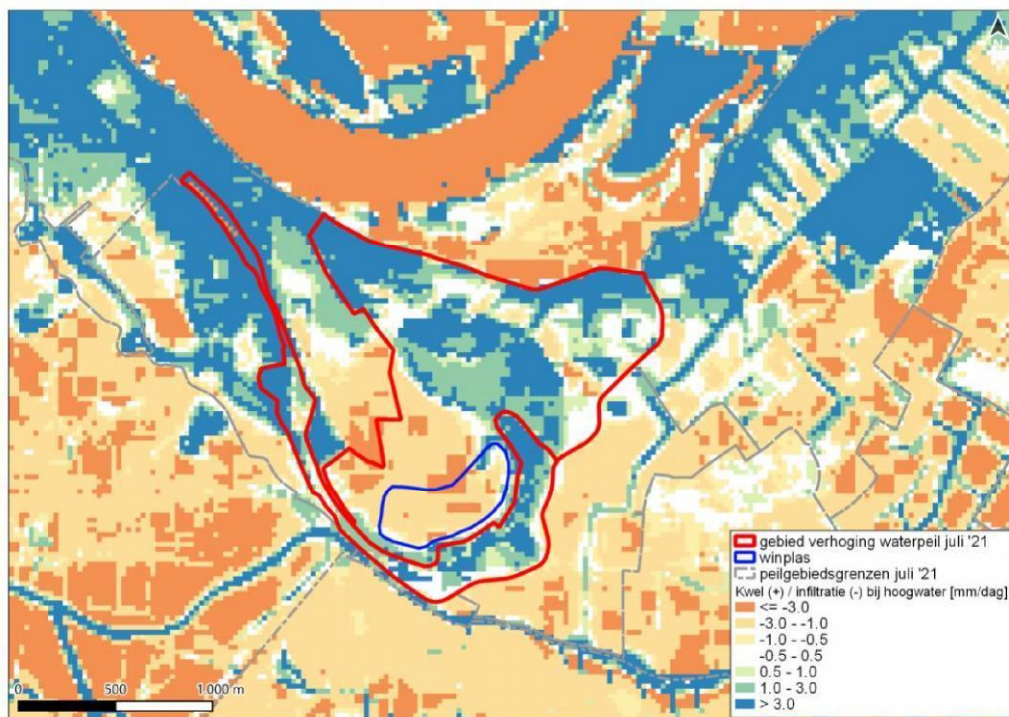 N
gebied verhoging waterpeil juli '21
winplas
peilgebiedsgrenzen juli '21
Kwel (+) / infiltratie (-) bij hoogwater [mm/dag]
<= -3.0
-3.0 - -1.0
-1.0 - -0.5
-0.5 - 0.5
0.5 - 1.0
1.0 - 3.0
> 3.0
0 500 1.000 m